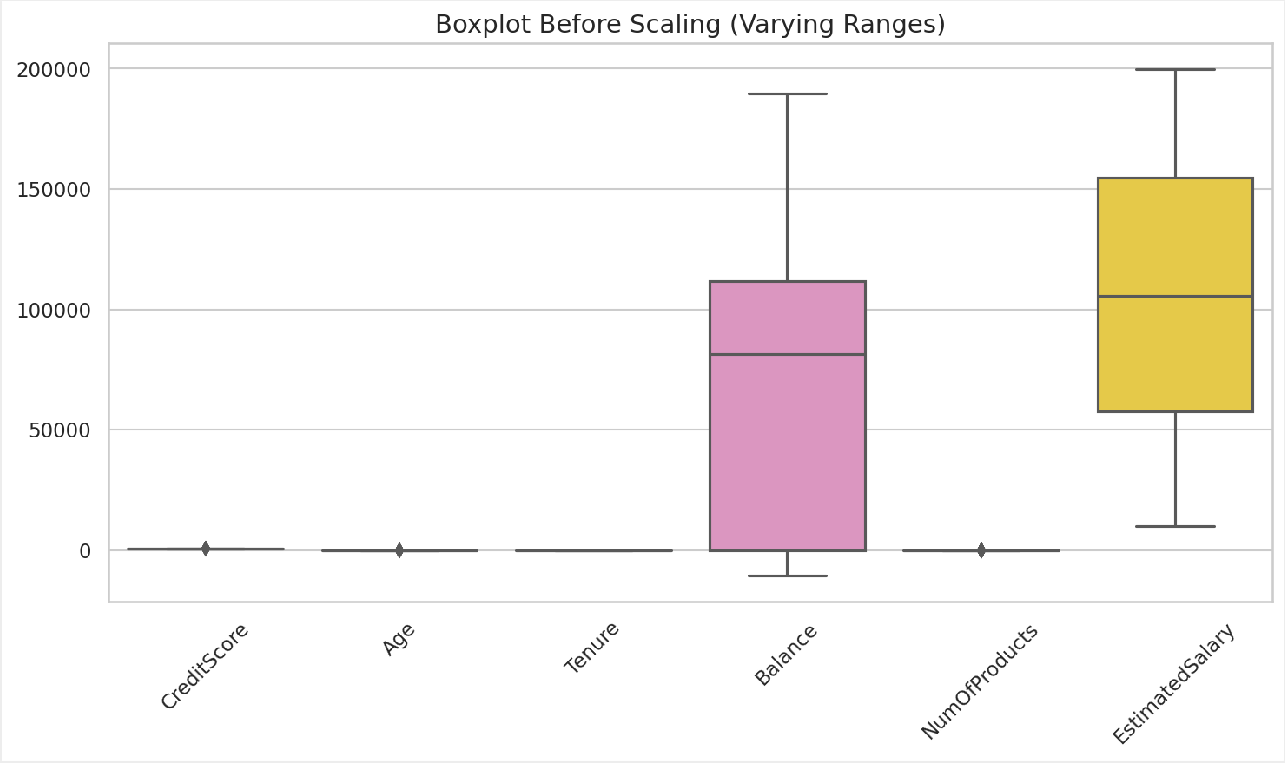 Boxplot Before Scaling (Varying Ranges)
200000
150000
100000
50000
0
CreditScore
Age
Tenure
Balance
NumOfProducts
EstimatedSalary